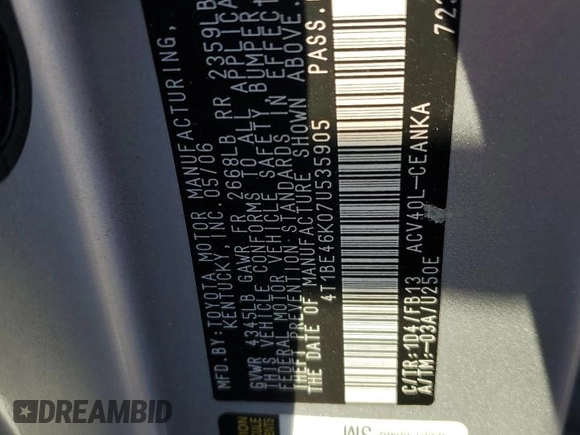 MFD BY: TOYOTA MOTOR MANUFACTURING,
KENTUCKY, INC. 05/06
GVWR 4345LB GAWR FR 2668LB RR 2359LB
THIS VEHICLE CONFORMS TO ALL APPLICA
FEDERAL MOTOR VEHICLE SAFETY, BUMPER,
THEFT PREVENTION STANDARDS IN EFFECT
THE DATE OF MANUFACTURE SHOWN ABOVE
4T1BE46K07U535905 PASS.
723
C/TR:1D4/FB13 ACV40L-CEANKA
A/TM:-03A/U250E
DREAMBID